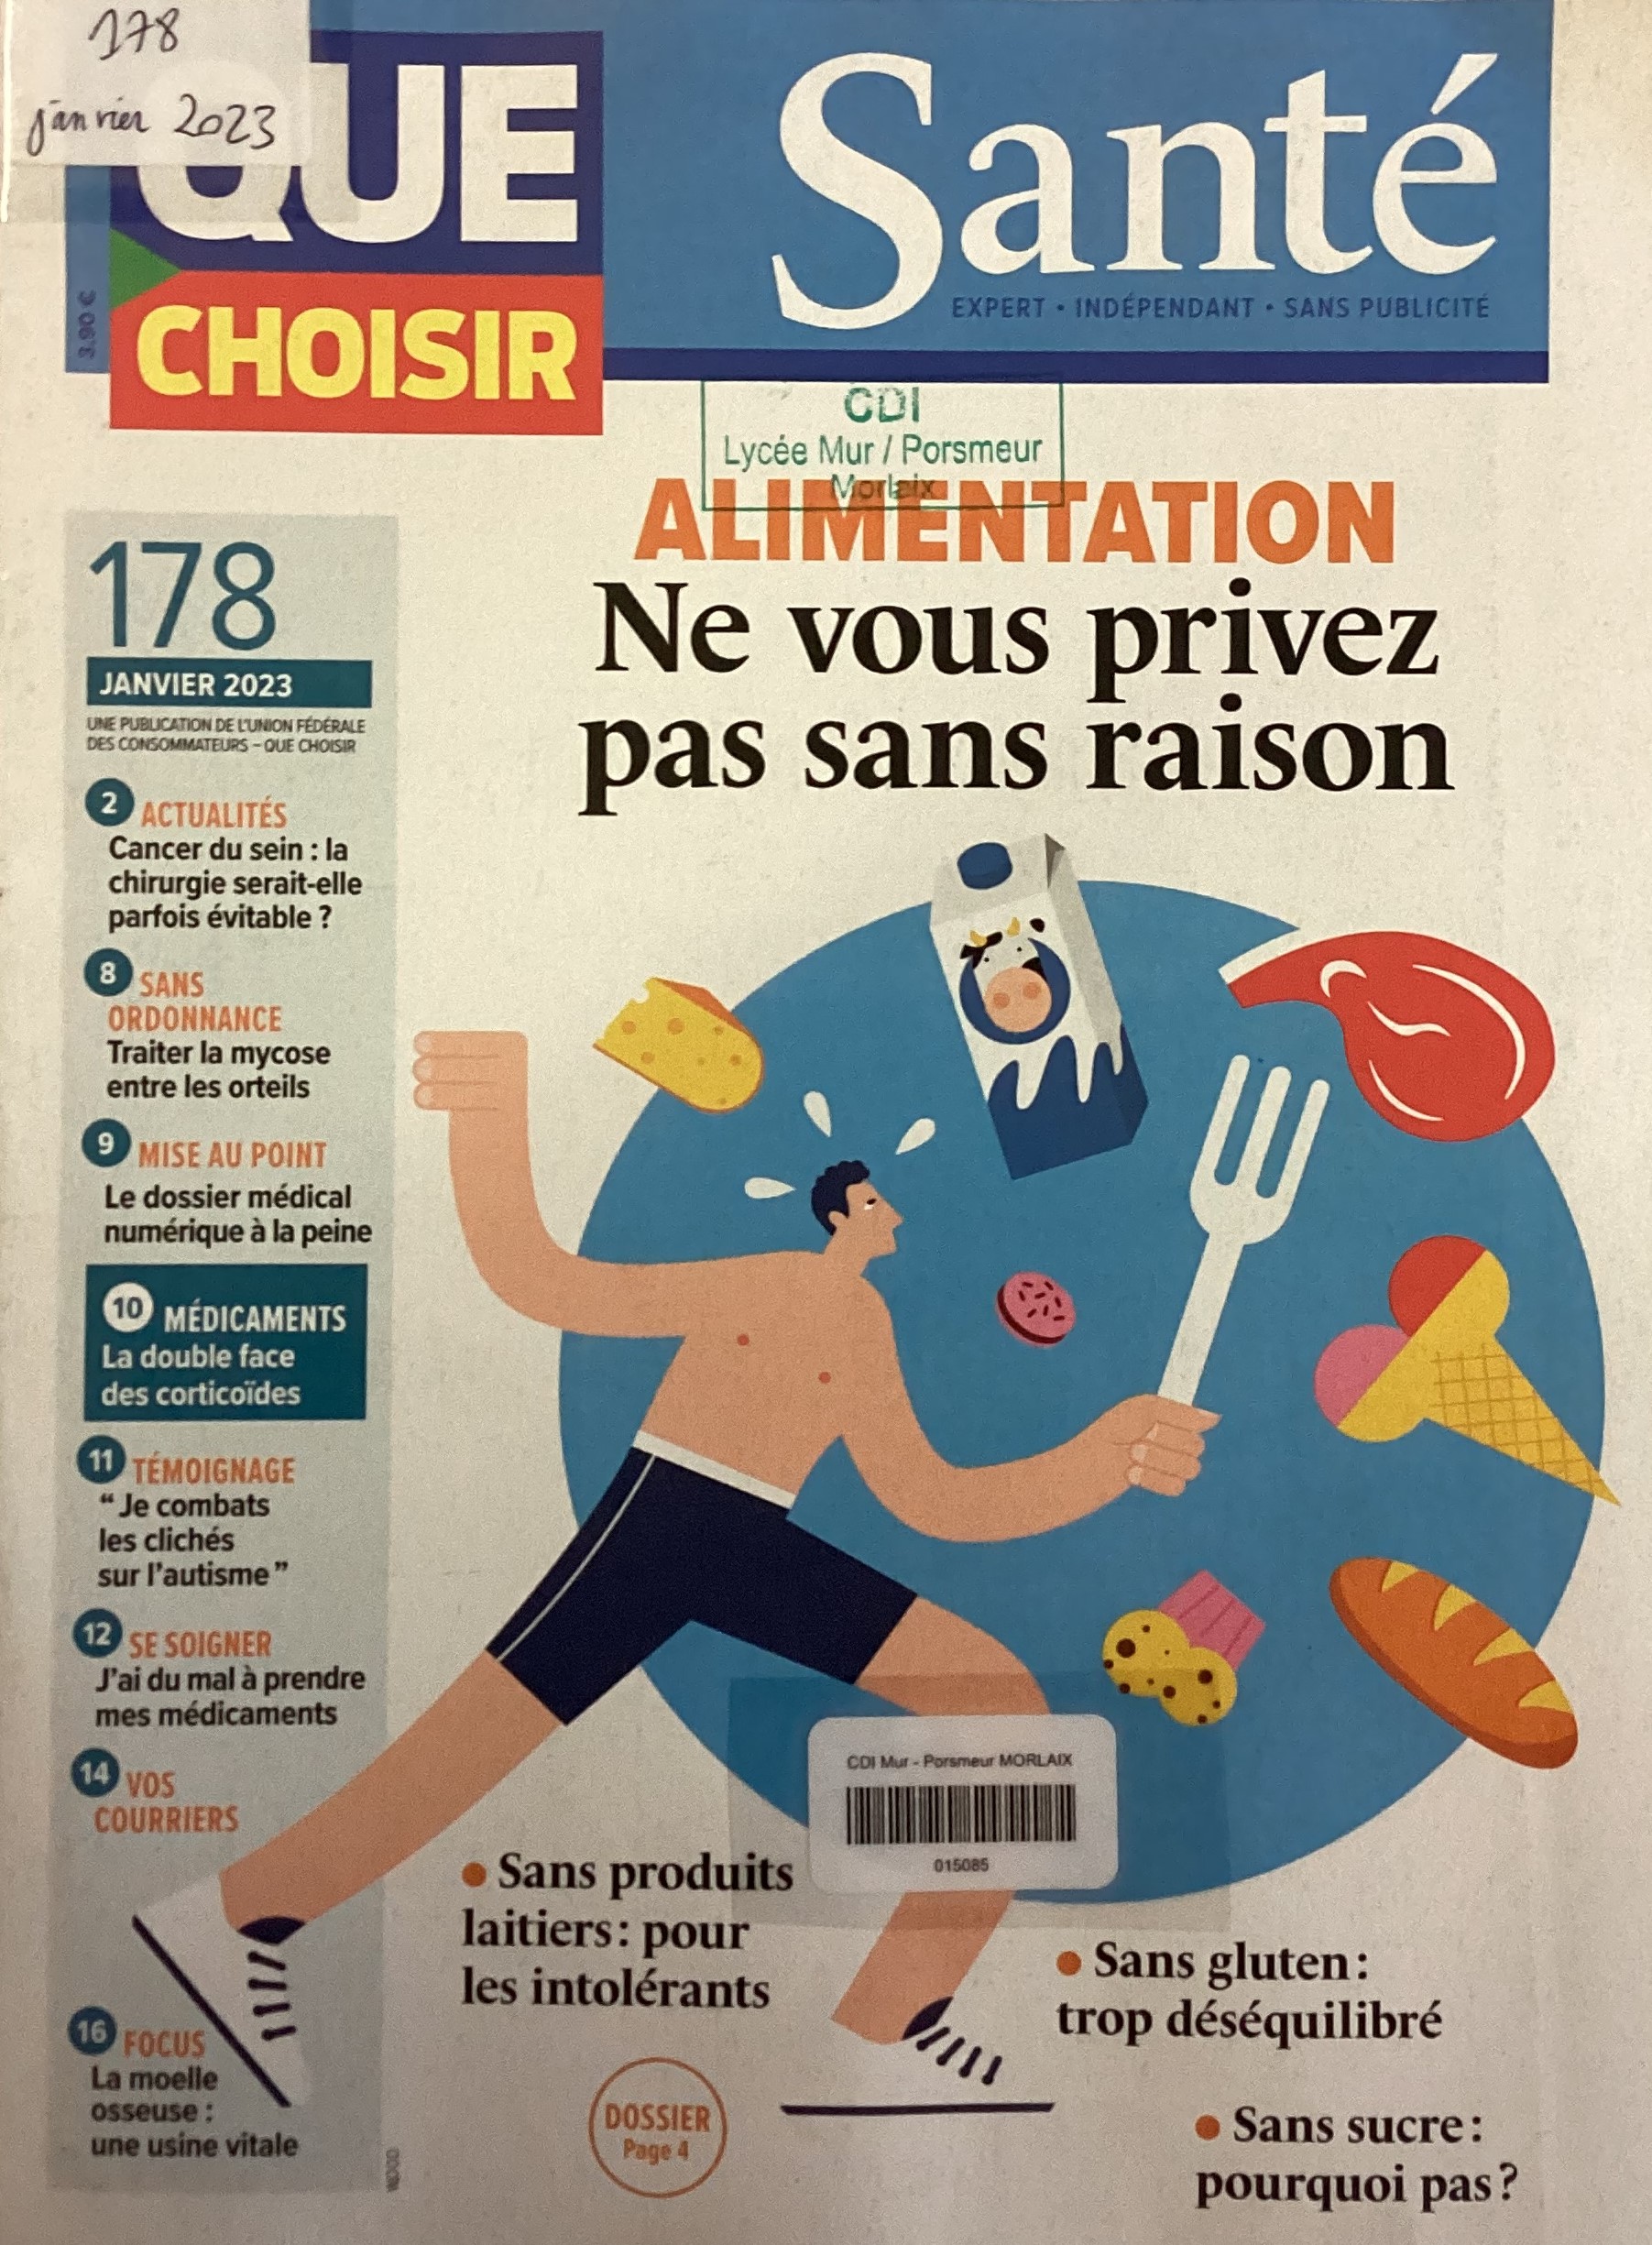 178
janvier 2023
QUE
CHOISIR
3.90 €
Santé
EXPERT • INDÉPENDANT • SANS PUBLICITÉ
CDI
Lycée Mur / Porsmeur
Morlaix
ALIMENTATION
Ne vous privez
pas sans raison
178
JANVIER 2023
UNE PUBLICATION DE L'UNION FÉDÉRALE
DES CONSOMMATEURS – QUE CHOISIR
2 ACTUALITÉS
Cancer du sein : la
chirurgie serait-elle
parfois évitable ?
8 SANS
ORDONNANCE
Traiter la mycose
entre les orteils
9 MISE AU POINT
Le dossier médical
numérique à la peine
10 MÉDICAMENTS
La double face
des corticoïdes
11 TÉMOIGNAGE
“ Je combats
les clichés
sur l'autisme ”
12 SE SOIGNER
J'ai du mal à prendre
mes médicaments
14 VOS
COURRIERS
16 FOCUS
La moelle
osseuse :
une usine vitale
CDI Mur - Porsmeur MORLAIX
015085
• Sans produits
laitiers : pour
les intolérants
• Sans gluten :
trop déséquilibré
• Sans sucre :
pourquoi pas ?
DOSSIER
Page 4